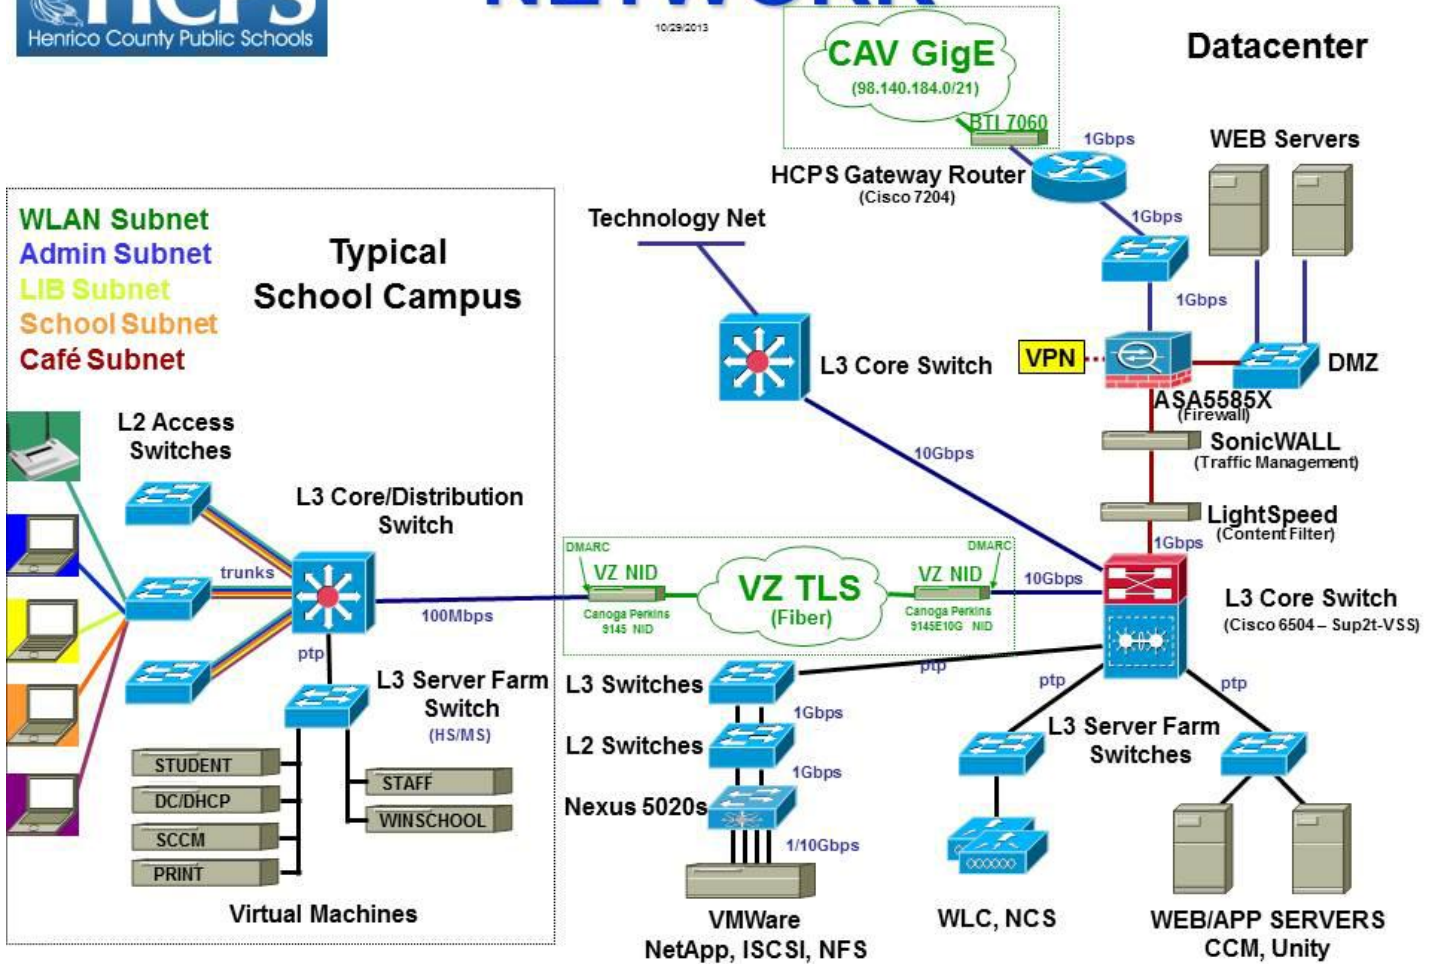 HCPS
Henrico County Public Schools
NETWORK
10/29/2013
CAV GigE
(98.140.184.0/21)
BTI 7060
Datacenter
1Gbps
WEB Servers
HCPS Gateway Router
(Cisco 7204)
1Gbps
Technology Net
1Gbps
L3 Core Switch
VPN
DMZ
ASA5585X
(Firewall)
SonicWALL
(Traffic Management)
10Gbps
LightSpeed
(Content Filter)
1Gbps
WLAN Subnet
Admin Subnet
LIB Subnet
School Subnet
Café Subnet
Typical
School Campus
L2 Access
Switches
L3 Core/Distribution
Switch
trunks
100Mbps
ptp
L3 Server Farm
Switch
(HS/MS)
STUDENT
DC/DHCP
SCCM
PRINT
STAFF
WINSCHOOL
Virtual Machines
DMARC
VZ NID
Canoga Perkins
9145 NID
VZ TLS
(Fiber)
DMARC
VZ NID
Canoga Perkins
9145E10G NID
10Gbps
L3 Core Switch
(Cisco 6504 – Sup2t-VSS)
ptp
L3 Switches
1Gbps
L2 Switches
1Gbps
Nexus 5020s
1/10Gbps
VMWare
NetApp, ISCSI, NFS
ptp
ptp
L3 Server Farm
Switches
WLC, NCS
WEB/APP SERVERS
CCM, Unity